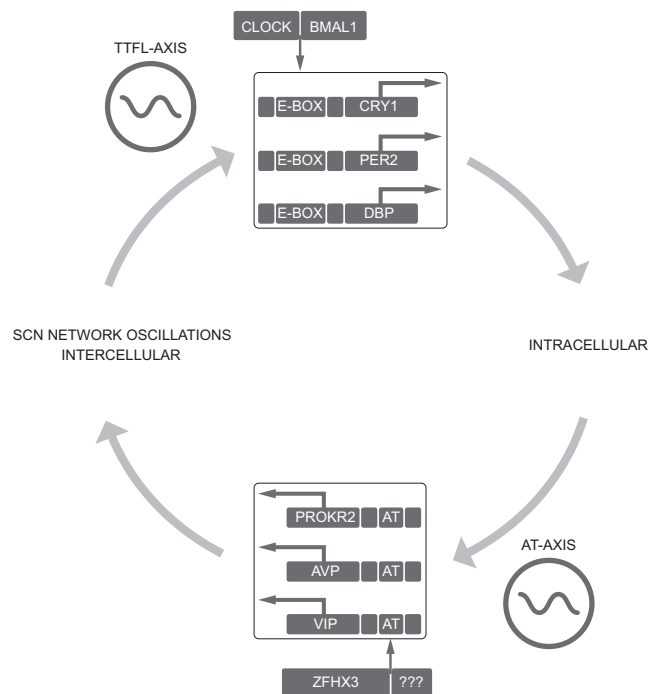 CLOCK BMAL1
TTFL-AXIS
E-BOX CRY1
E-BOX PER2
E-BOX DBP
SCN NETWORK OSCILLATIONS
INTERCELLULAR
INTRACELLULAR
PROKR2 AT
AVP AT
VIP AT
AT-AXIS
ZFHX3 ???